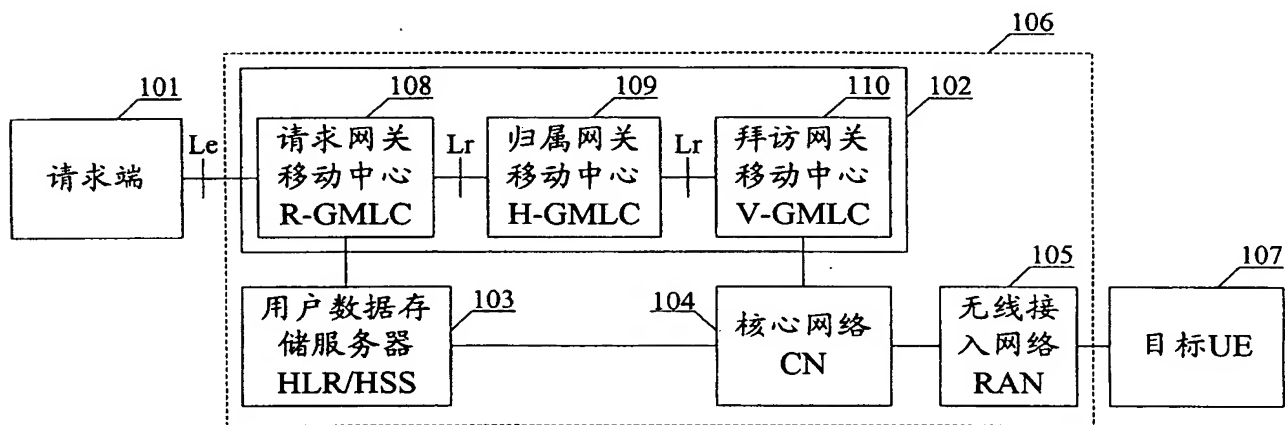 106
101
108
109
110
102
请求端
Le
请求网关
移动中心
R-GMLC
Lr
归属网关
移动中心
H-GMLC
Lr
拜访网关
移动中心
V-GMLC
103
104
105
107
用户数据存
储服务器
HLR/HSS
核心网络
CN
无线接
入网络
RAN
目标UE